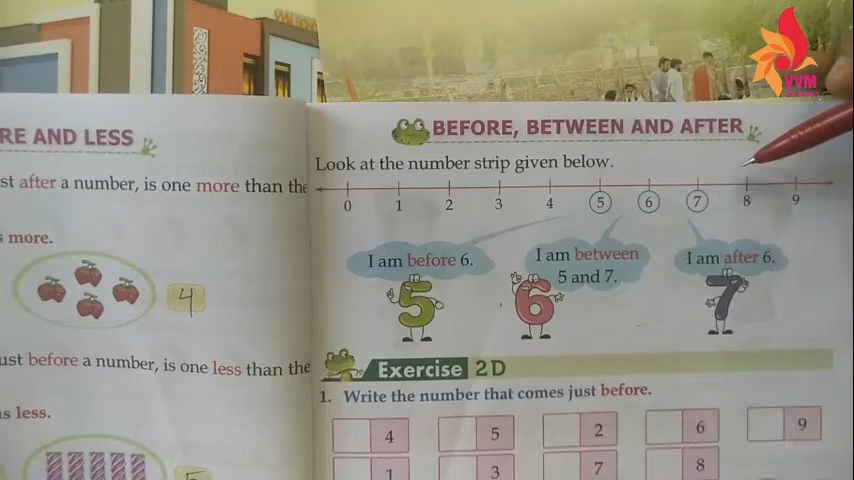 VVM
RE AND LESS
st after a number, is one more than the
s more.
4
ust before a number, is one less than the
s less.
BEFORE, BETWEEN AND AFTER
Look at the number strip given below.
0 1 2 3 4 5 6 7 8 9
I am before 6.
I am between
5 and 7.
I am after 6.
5 6 7
Exercise 2D
1. Write the number that comes just before.
4 5 2 6 9
1 3 7 8